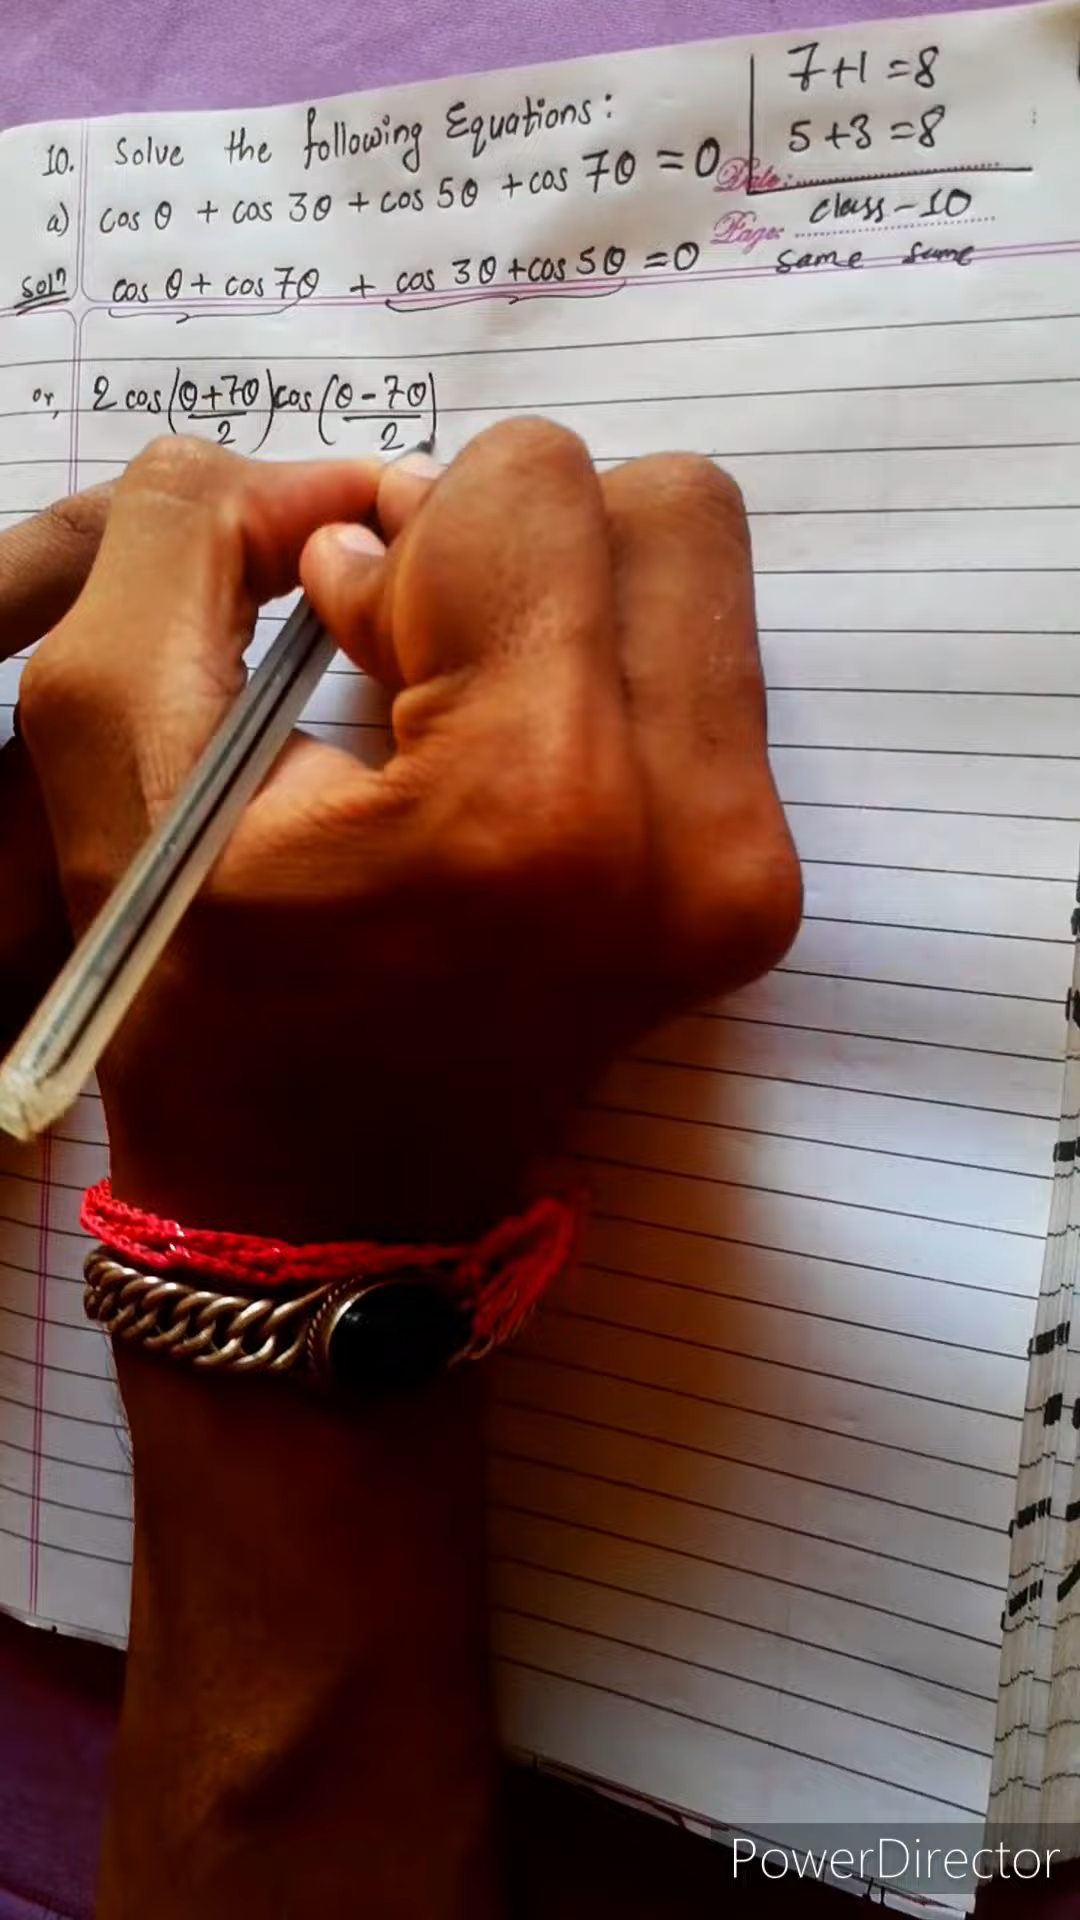 7+1=8
5+3=8
10. Solve the following Equations:
a) cos θ + cos 3θ + cos 5θ + cos 7θ = 0
Date:
Page: class-10
same sume
Solⁿ cos θ + cos 7θ + cos 3θ + cos 5θ = 0
or, 2 cos (θ+7θ/2) cos (θ-7θ/2)
PowerDirector